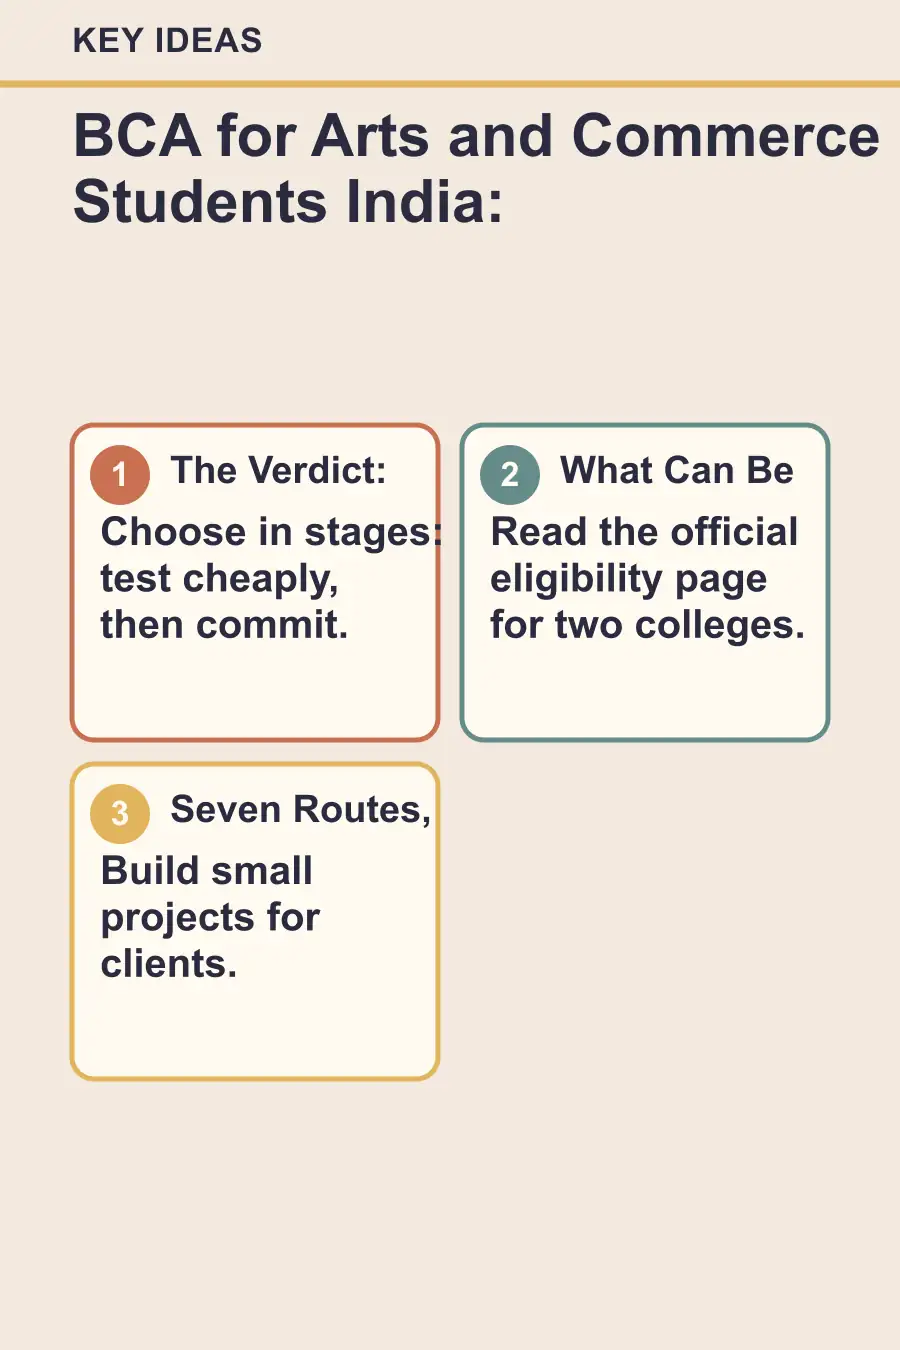 KEY IDEAS
BCA for Arts and Commerce
Students India:
1 The Verdict:
Choose in stages:
test cheaply,
then commit.
2 What Can Be
Read the official
eligibility page
for two colleges.
3 Seven Routes,
Build small
projects for
clients.